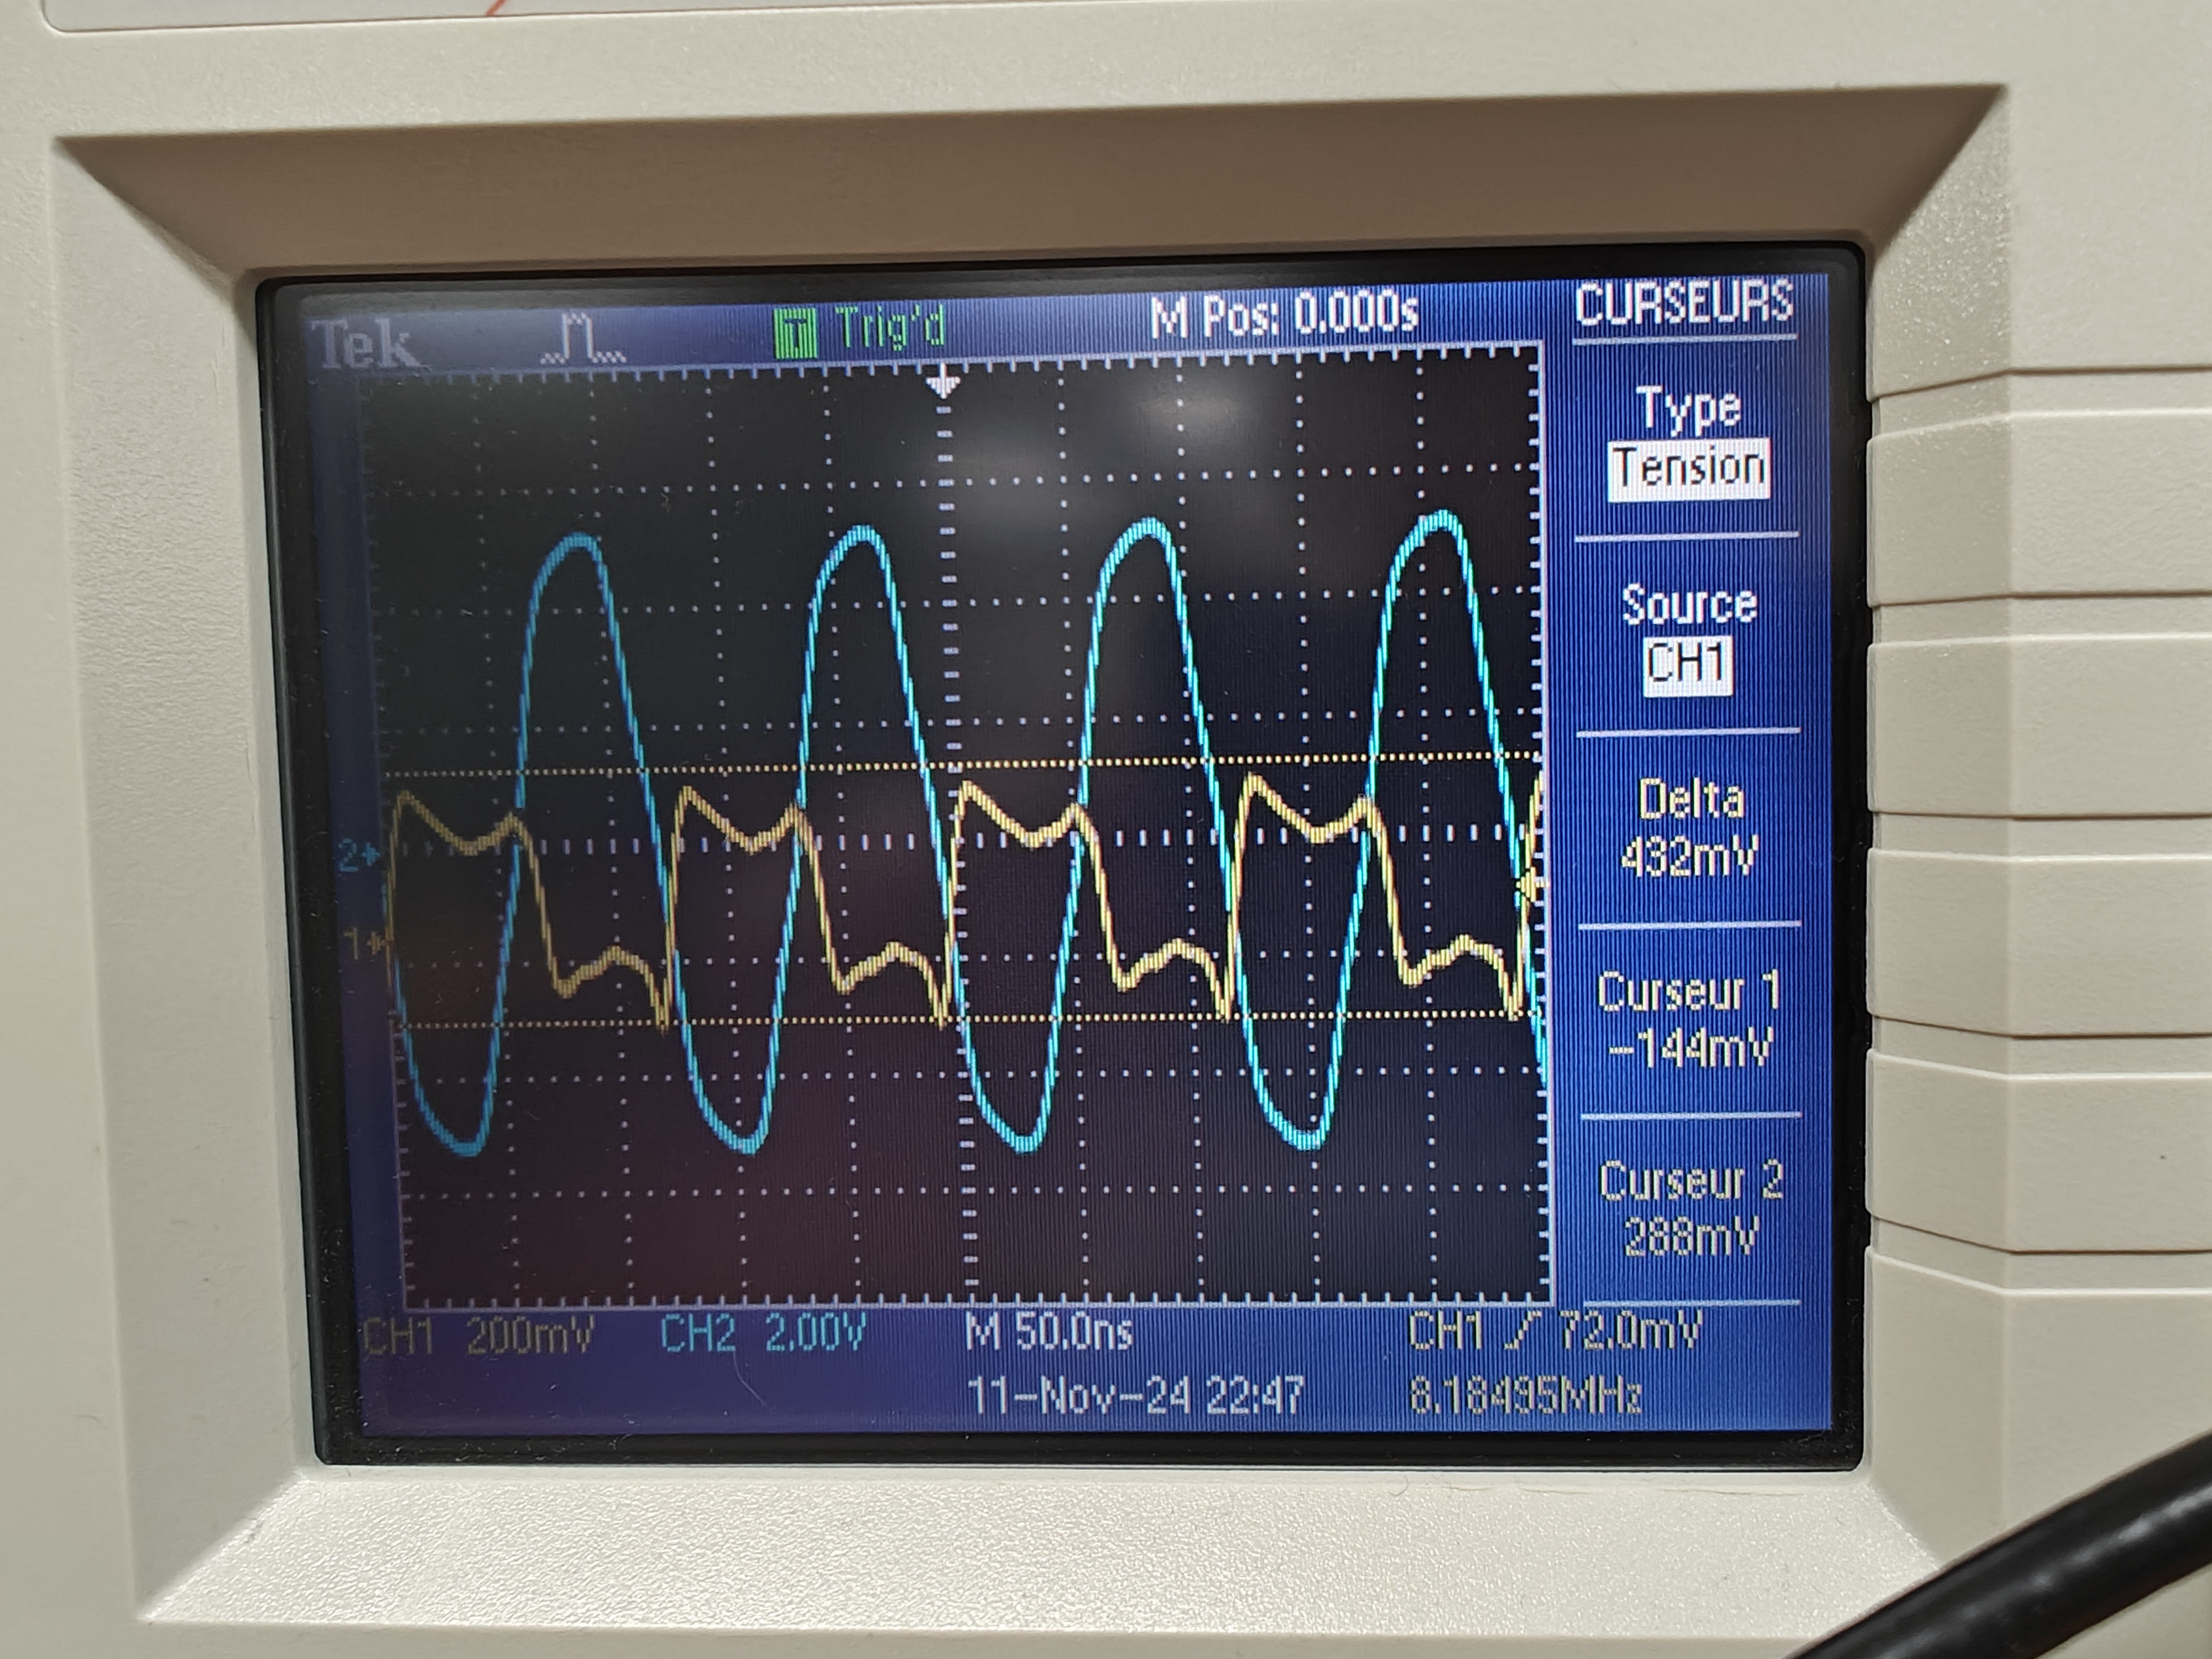 Tek T Trig'd M Pos: 0.000s CURSEURS
Type
Tension
Source
CH1
Delta
432mV
Curseur 1
-144mV
Curseur 2
288mV
2
1
CH1 200mV CH2 2.00V M 50.0ns CH1 72.0mV
11-Nov-24 22:47 8.18495MHz